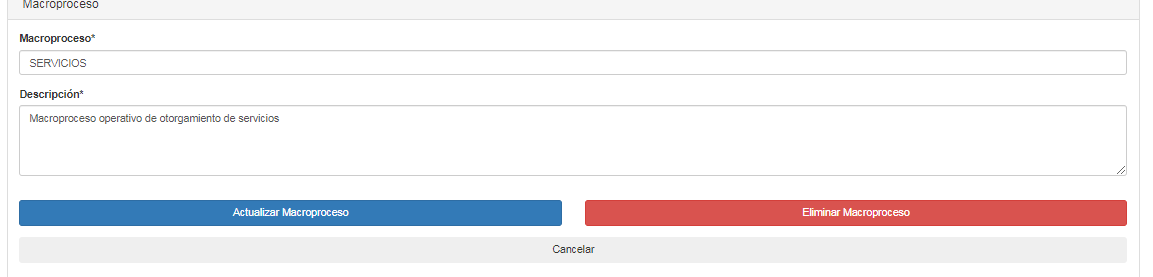 Macroproceso
Macroproceso*
SERVICIOS
Descripción*
Macroproceso operativo de otorgamiento de servicios
Actualizar Macroproceso
Eliminar Macroproceso
Cancelar